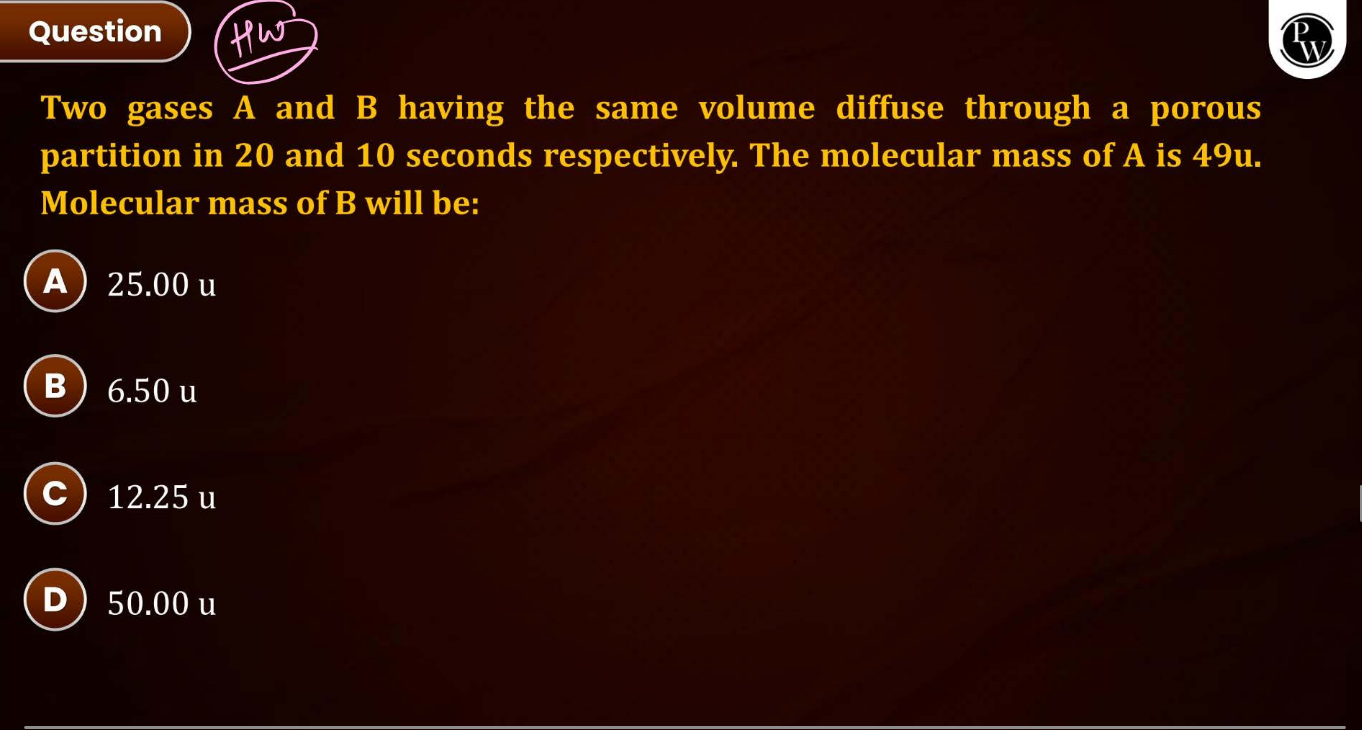 Question
HW
PW
Two gases A and B having the same volume diffuse through a porous
partition in 20 and 10 seconds respectively. The molecular mass of A is 49u.
Molecular mass of B will be:
A 25.00 u
B 6.50 u
C 12.25 u
D 50.00 u